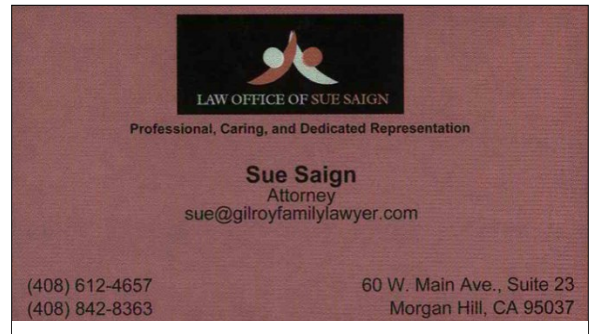 LAW OFFICE OF SUE SAIGN
Professional, Caring, and Dedicated Representation
Sue Saign
Attorney
sue@gilroyfamilylawyer.com
(408) 612-4657
(408) 842-8363
60 W. Main Ave., Suite 23
Morgan Hill, CA 95037